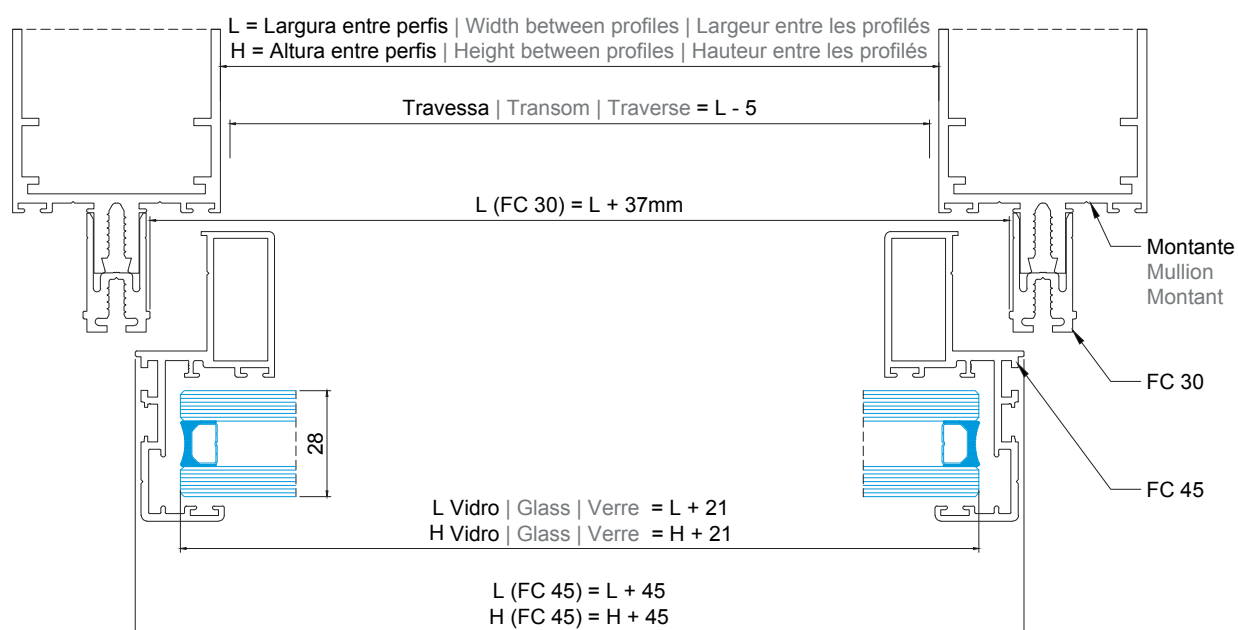 L = Largura entre perfis | Width between profiles | Largeur entre les profilés
H = Altura entre perfis | Height between profiles | Hauteur entre les profilés
Travessa | Transom | Traverse = L - 5
L (FC 30) = L + 37mm
Montante
Mullion
Montant
FC 30
28
FC 45
L Vidro | Glass | Verre = L + 21
H Vidro | Glass | Verre = H + 21
L (FC 45) = L + 45
H (FC 45) = H + 45